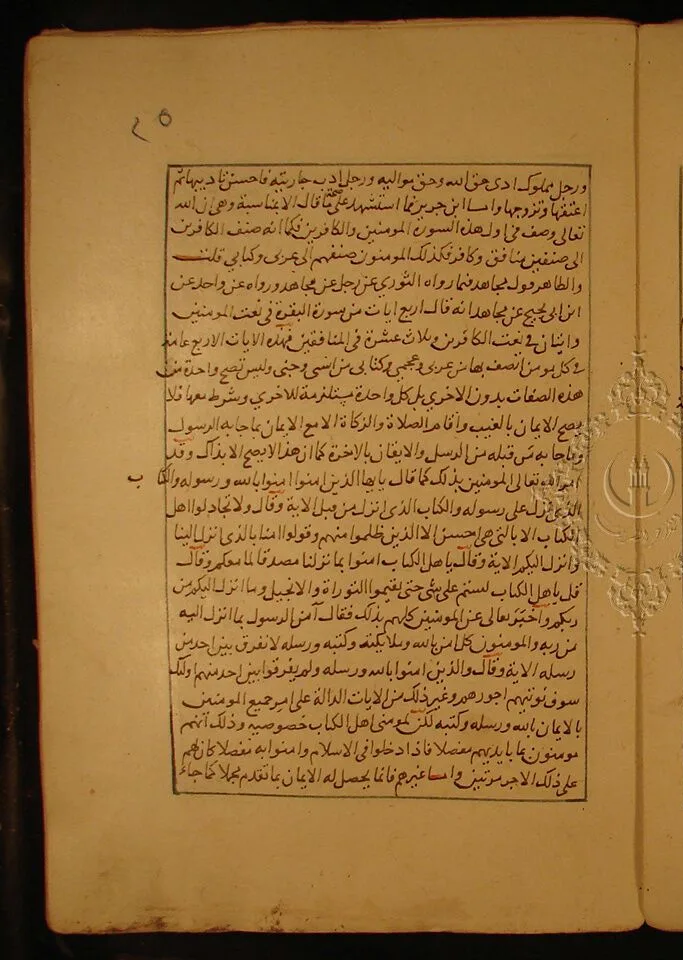 ٢٥
ورجل مملوك ادى حق الله وحق مواليه ورجل ادب جاريته فاحسن تاديبها ثم
اعتقها وتزوجها واما ابن جرير فما استشهد على صحة ما قال الا بمناسبة وهي ان الله
تعالى وصف في اول هذه السورة المومنين والكافرين فكما انه صنف الكافرين
الى صنفين منافق وكافر فكذلك المومنون صنفهم الى عربي وكتابي قلت
والظاهر قول مجاهد فيما رواه الثوري عن رجل عن مجاهد ورواه غير واحد عن
ابن ابي نجيح عن مجاهد انه قال اربع ايات من سورة البقرة في نعت المومنين
وايتان في نعت الكافرين وثلاث عشرة في المنافقين فهذه الايات الاربع عامة
في كل مومن اتصف بها من عربي وعجمي وكتابي من انسي وجني وليس تصح واحدة من
هذه الصفات بدون الاخرى بل كل واحدة مستلزمة للاخرى وشرط معها فلا
يصح الايمان بالغيب واقام الصلاة والزكاة الا مع الايمان بما جا به الرسول
وما جا به من قبله من الرسل والايقان بالاخرة كما ان هذا لا يصح الا بذاك وقد
امر الله تعالى المومنين بذلك كما قال يايها الذين امنوا امنوا بالله ورسوله والكتاب
الذي نزل على رسوله والكتاب الذي انزل من قبل الاية وقال ولا تجادلوا اهل
الكتاب الا بالتي هي احسن الا الذين ظلموا منهم وقولوا امنا بالذي انزل الينا
وانزل اليكم الاية وقال يا اهل الكتاب امنوا بما نزلنا مصدقا لما معكم وقال
قل يا هل الكتاب لستم على شي حتى تقيموا التوراة والانجيل وما انزل اليكم من
ربكم واخبر تعالى عن المومنين كلهم بذلك فقال آمن الرسول بما انزل اليه
من ربه والمومنون كل امن بالله وملايكته وكتبه ورسله لا نفرق بين احد من
رسله الاية وقال والذين امنوا بالله ورسله ولم يفرقوا بين احد منهم اوليك
سوف نوتيهم اجورهم وغير ذلك من الايات الدالة على امر جميع المومنين
بالايمان بالله ورسله وكتبه لكن لمومني اهل الكتاب خصوصية وذلك انهم
مومنون بما بايديهم مفصلا فاذا دخلوا في الاسلام وامنوا به مفصلا كان لهم
على ذلك الاجر مرتين واما غيرهم فانما يحصل له الايمان بما تقدم مجملا كما جاء